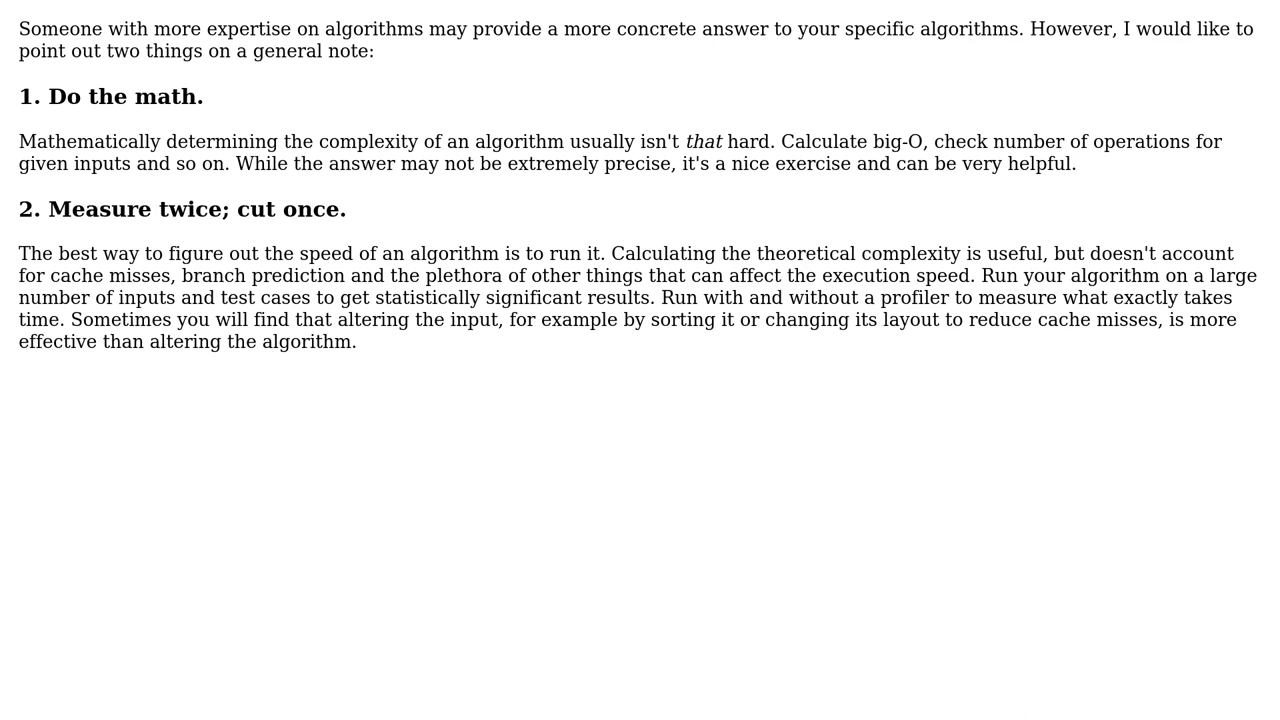 Someone with more expertise on algorithms may provide a more concrete answer to your specific algorithms. However, I would like to
point out two things on a general note:
1. Do the math.
Mathematically determining the complexity of an algorithm usually isn't that hard. Calculate big-O, check number of operations for
given inputs and so on. While the answer may not be extremely precise, it's a nice exercise and can be very helpful.
2. Measure twice; cut once.
The best way to figure out the speed of an algorithm is to run it. Calculating the theoretical complexity is useful, but doesn't account
for cache misses, branch prediction and the plethora of other things that can affect the execution speed. Run your algorithm on a large
number of inputs and test cases to get statistically significant results. Run with and without a profiler to measure what exactly takes
time. Sometimes you will find that altering the input, for example by sorting it or changing its layout to reduce cache misses, is more
effective than altering the algorithm.